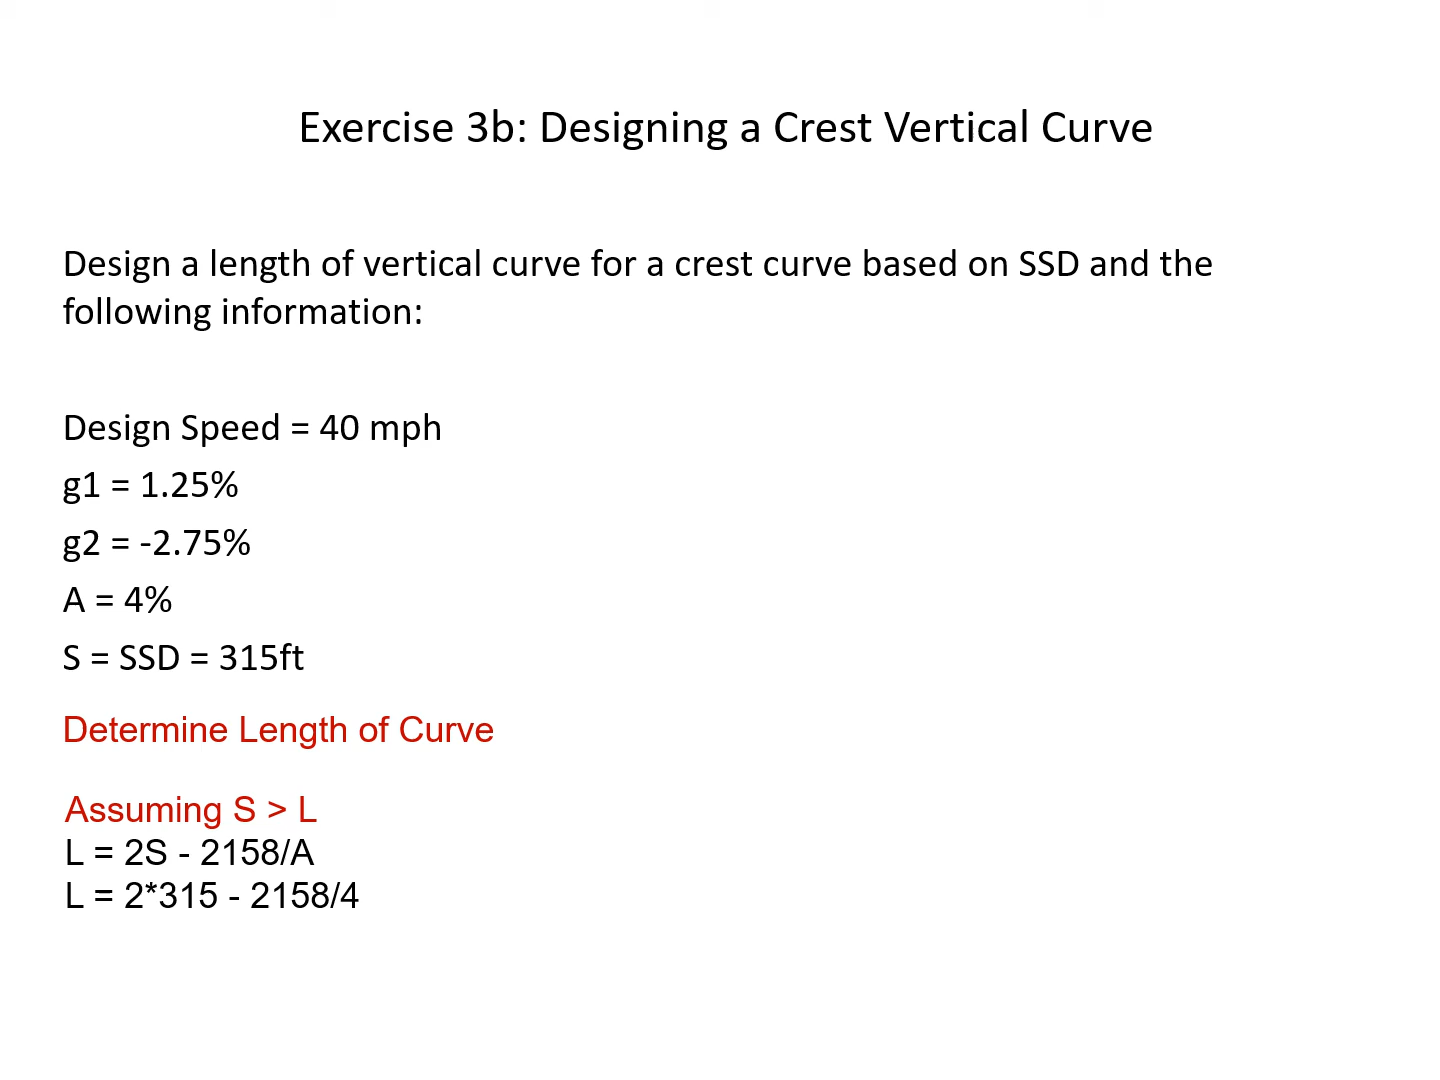 Exercise 3b: Designing a Crest Vertical Curve
Design a length of vertical curve for a crest curve based on SSD and the
following information:
Design Speed = 40 mph
g1 = 1.25%
g2 = -2.75%
A = 4%
S = SSD = 315ft
Determine Length of Curve
Assuming S > L
L = 2S - 2158/A
L = 2*315 - 2158/4